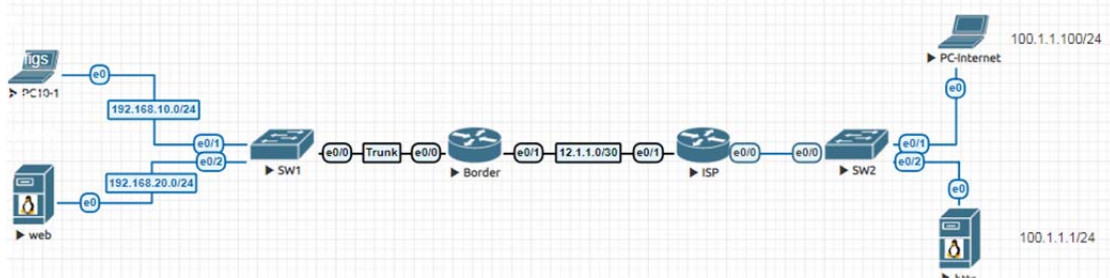 PC10-1
e0
192.168.10.0/24
e0/1
e0/2
192.168.20.0/24
e0
web
SW1
e0/0
Trunk
e0/0
Border
e0/1
12.1.1.0/30
e0/1
ISP
e0/0
e0/0
SW2
e0/1
e0/2
PC-Internet
100.1.1.100/24
e0
e0
100.1.1.1/24